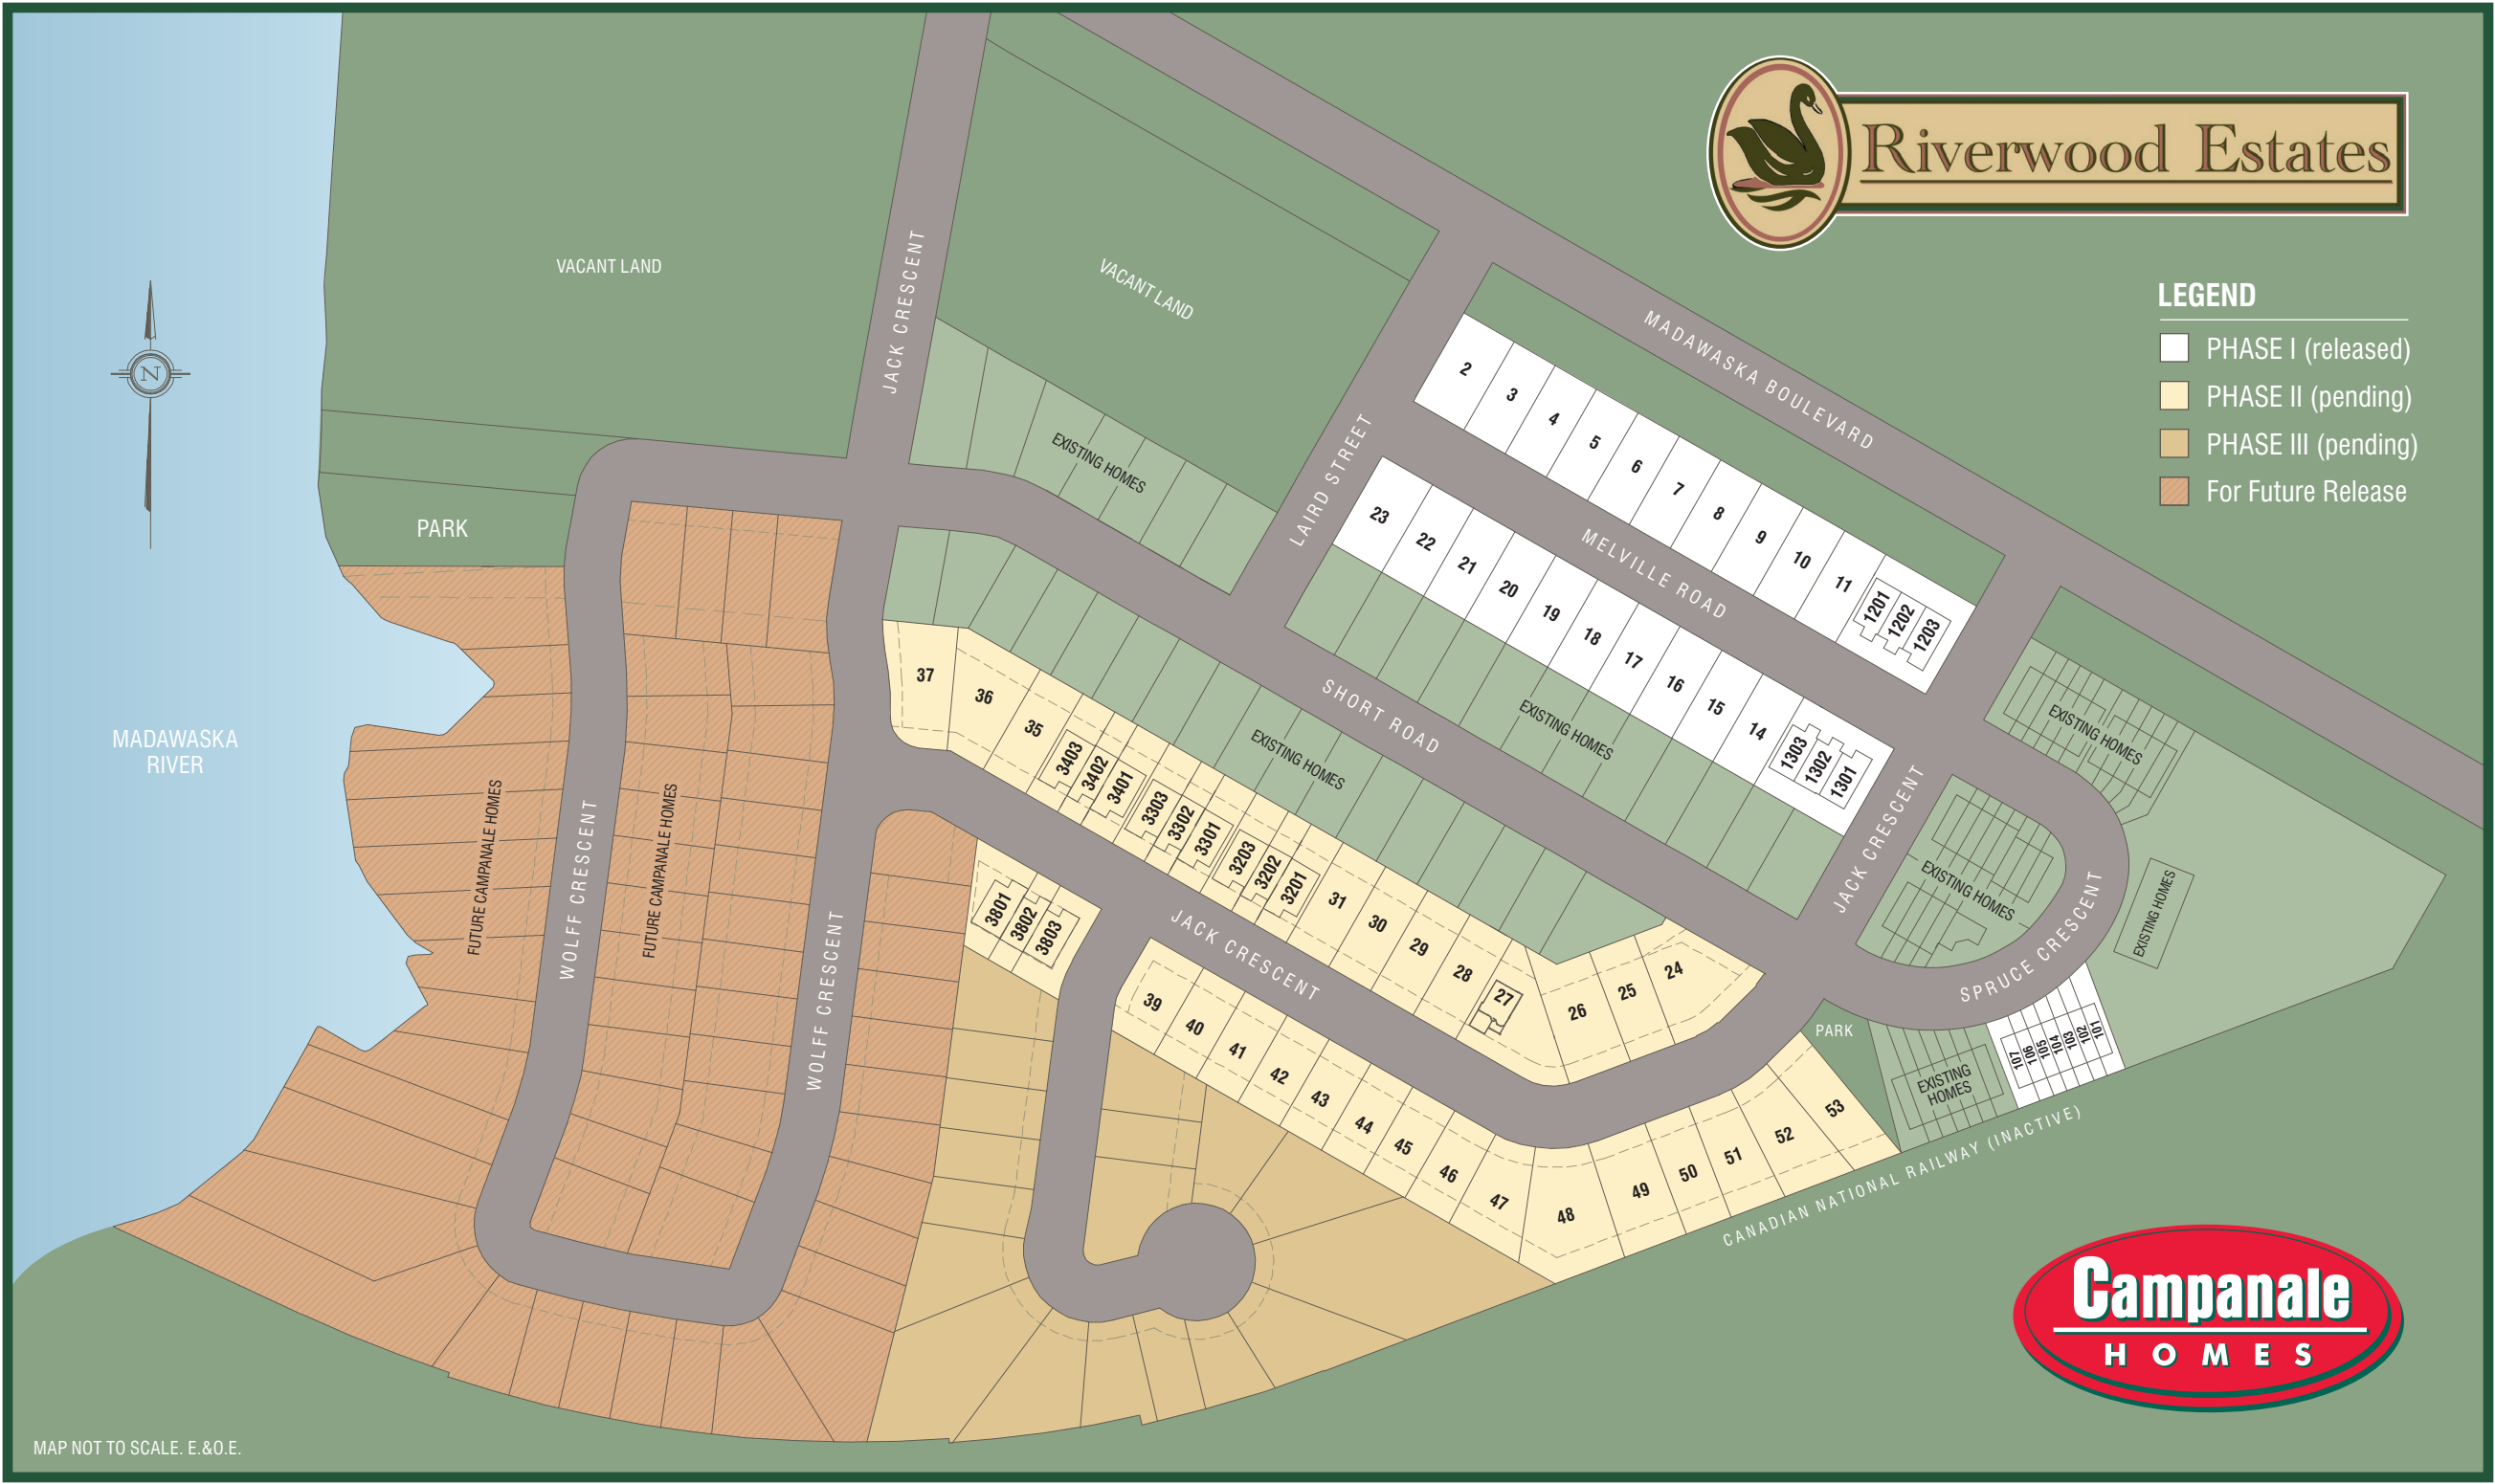 Riverwood Estates
LEGEND
PHASE I (released)
PHASE II (pending)
PHASE III (pending)
For Future Release
VACANT LAND
VACANT LAND
JACK CRESCENT
MADAWASKA BOULEVARD
EXISTING HOMES
LAIRD STREET
N
PARK
2
3
4
5
6
7
8
9
10
11
1201
1202
1203
MELVILLE ROAD
23
22
21
20
19
18
17
16
15
14
1303
1302
1301
EXISTING HOMES
SHORT ROAD
EXISTING HOMES
MADAWASKA
RIVER
FUTURE CAMPANALE HOMES
WOLFF CRESCENT
FUTURE CAMPANALE HOMES
WOLFF CRESCENT
37
36
35
3403
3402
3401
3303
3302
3301
3203
3202
3201
31
30
29
28
27
26
25
24
JACK CRESCENT
EXISTING HOMES
EXISTING HOMES
EXISTING HOMES
SPRUCE CRESCENT
3801
3802
3803
JACK CRESCENT
39
40
41
42
43
44
45
46
47
48
49
50
51
52
53
PARK
EXISTING
HOMES
107
106
105
104
103
102
101
CANADIAN NATIONAL RAILWAY (INACTIVE)
Campanale
HOMES
MAP NOT TO SCALE. E.&O.E.